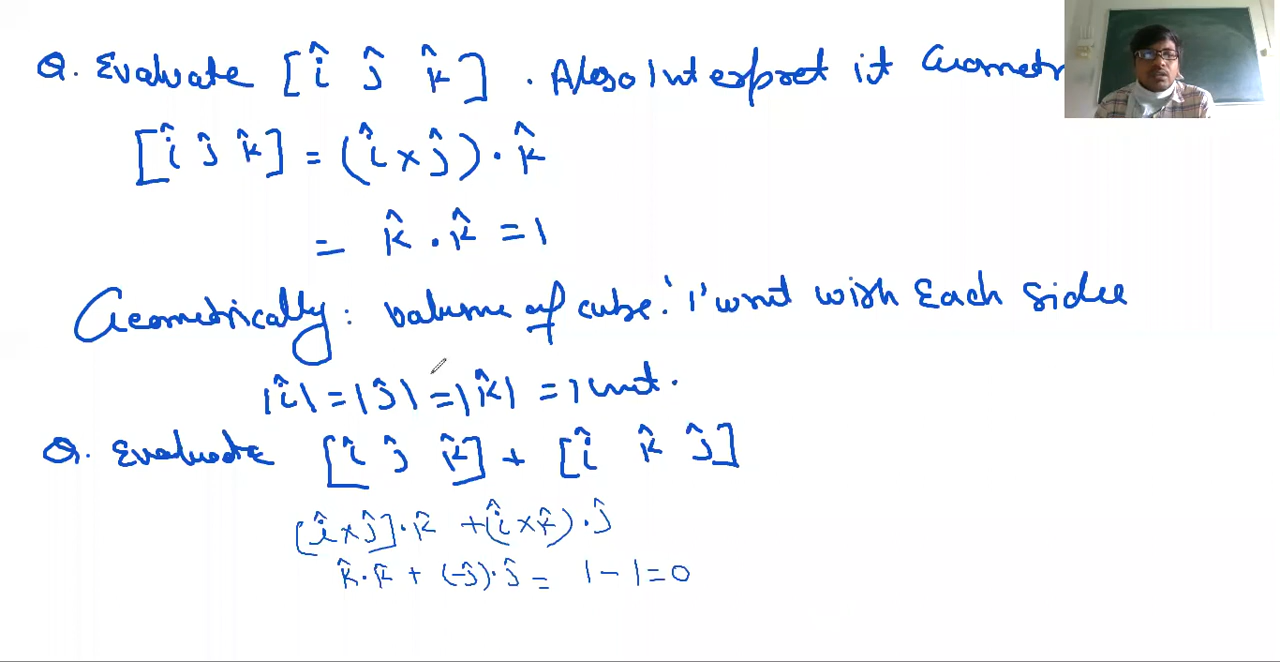 Q. Evaluate [î ĵ k̂]. Also Interpret it Geometr
[î ĵ k̂] = (î × ĵ) · k̂
= k̂ · k̂ = 1
Geometrically: volume of cube '1' unit with Each sides
|î| = |ĵ| = |k̂| = 1 unit.
Q. Evaluate [î ĵ k̂] + [î k̂ ĵ]
[î × ĵ] · k̂ + (î × k̂) · ĵ
k̂ · k̂ + (-ĵ) · ĵ = 1 - 1 = 0